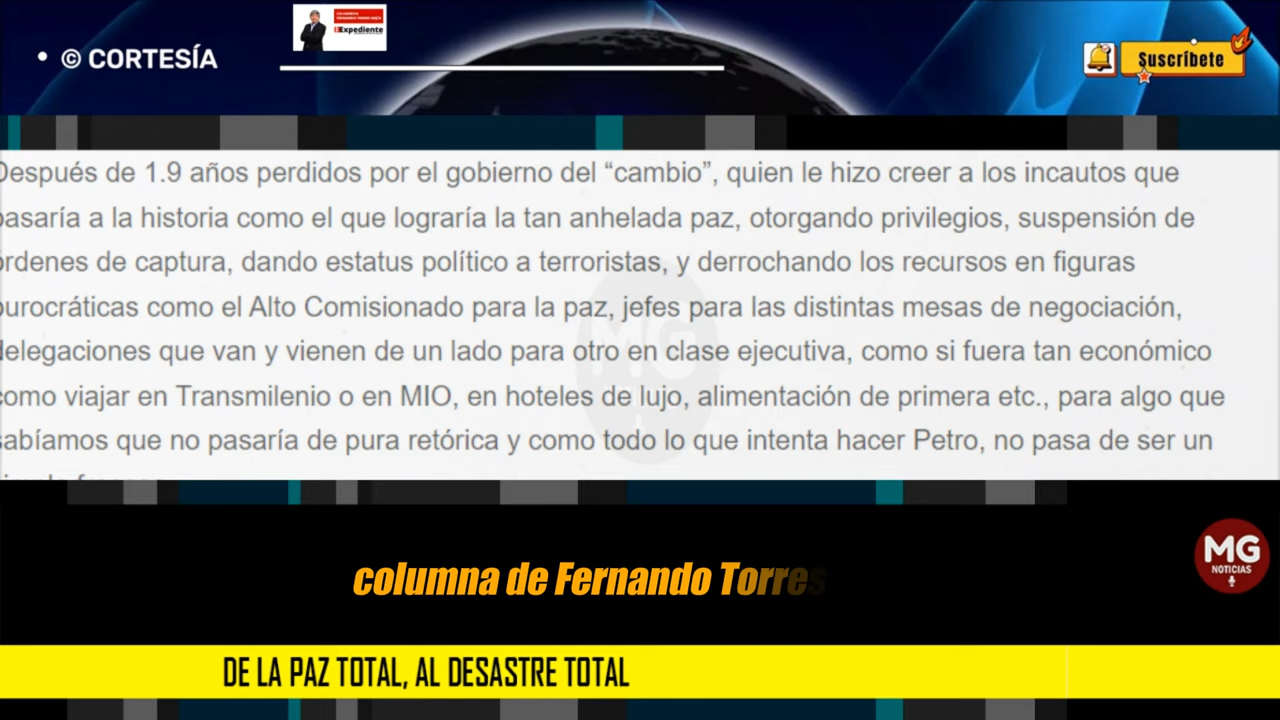 • © CORTESÍA
COLUMNISTA
FERNANDO TORRES MEJÍA
Expediente
Suscríbete
Después de 1.9 años perdidos por el gobierno del “cambio”, quien le hizo creer a los incautos que
pasaría a la historia como el que lograría la tan anhelada paz, otorgando privilegios, suspensión de
órdenes de captura, dando estatus político a terroristas, y derrochando los recursos en figuras
burocráticas como el Alto Comisionado para la paz, jefes para las distintas mesas de negociación,
delegaciones que van y vienen de un lado para otro en clase ejecutiva, como si fuera tan económico
como viajar en Transmilenio o en MIO, en hoteles de lujo, alimentación de primera etc., para algo que
sabíamos que no pasaría de pura retórica y como todo lo que intenta hacer Petro, no pasa de ser un
MG
columna de Fernando Torres
MG
NOTICIAS
DE LA PAZ TOTAL, AL DESASTRE TOTAL